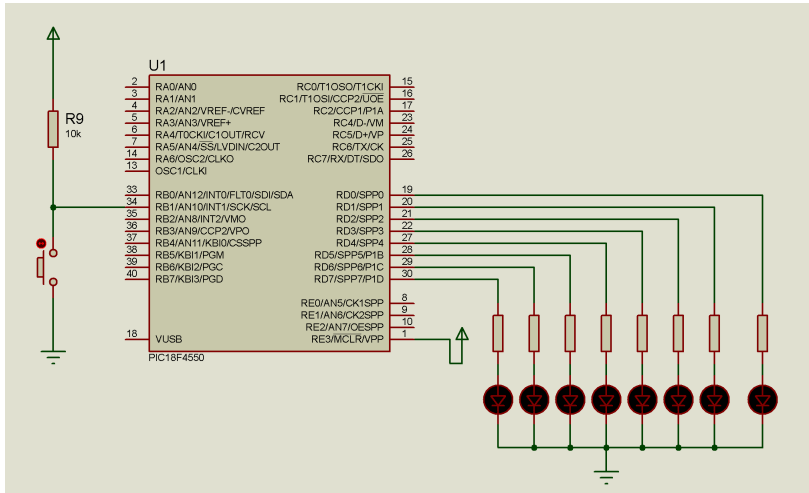 U1
R9
10k
2 RA0/AN0
3 RA1/AN1
4 RA2/AN2/VREF-/CVREF
5 RA3/AN3/VREF+
6 RA4/T0CKI/C1OUT/RCV
7 RA5/AN4/SS/LVDIN/C2OUT
14 RA6/OSC2/CLKO
13 OSC1/CLKI
33 RB0/AN12/INT0/FLT0/SDI/SDA
34 RB1/AN10/INT1/SCK/SCL
35 RB2/AN8/INT2/VMO
36 RB3/AN9/CCP2/VPO
37 RB4/AN11/KBI0/CSSPP
38 RB5/KBI1/PGM
39 RB6/KBI2/PGC
40 RB7/KBI3/PGD
18 VUSB
RC0/T1OSO/T1CKI 15
RC1/T1OSI/CCP2/UOE 16
RC2/CCP1/P1A 17
RC4/D-/VM 23
RC5/D+/VP 24
RC6/TX/CK 25
RC7/RX/DT/SDO 26
RD0/SPP0 19
RD1/SPP1 20
RD2/SPP2 21
RD3/SPP3 22
RD4/SPP4 27
RD5/SPP5/P1B 28
RD6/SPP6/P1C 29
RD7/SPP7/P1D 30
RE0/AN5/CK1SPP 8
RE1/AN6/CK2SPP 9
RE2/AN7/OESPP 10
RE3/MCLR/VPP 1
PIC18F4550